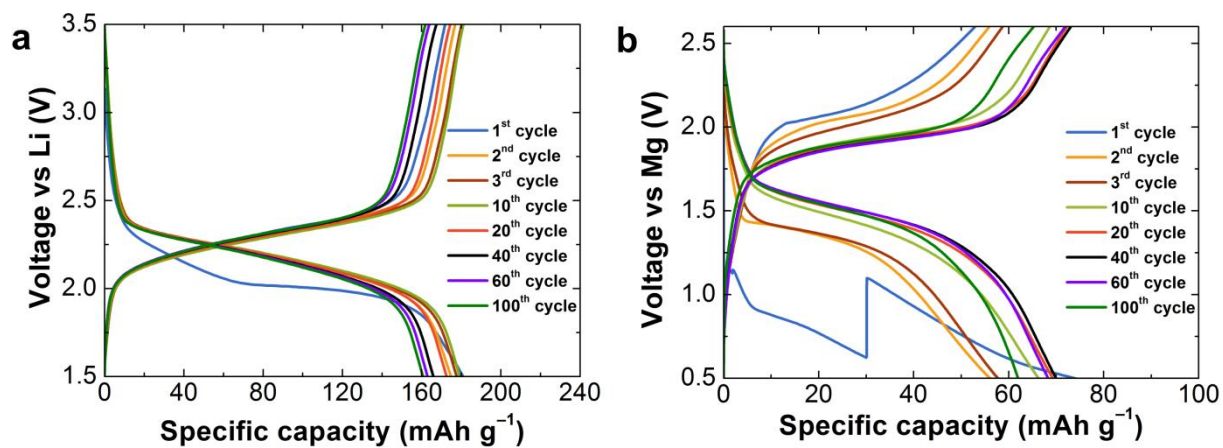 a
3.5
3.0
2.5
2.0
1.5
Voltage vs Li (V)
1st cycle
2nd cycle
3rd cycle
10th cycle
20th cycle
40th cycle
60th cycle
100th cycle
0 40 80 120 160 200 240
Specific capacity (mAh g⁻¹)
b
2.5
2.0
1.5
1.0
0.5
Voltage vs Mg (V)
1st cycle
2nd cycle
3rd cycle
10th cycle
20th cycle
40th cycle
60th cycle
100th cycle
0 20 40 60 80 100
Specific capacity (mAh g⁻¹)